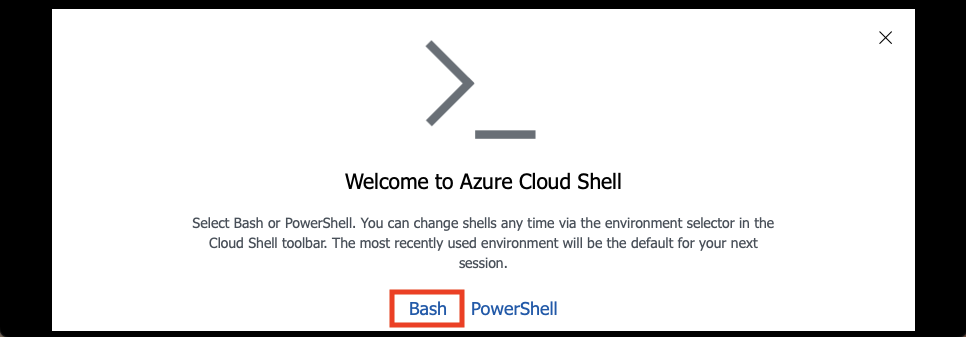 Welcome to Azure Cloud Shell
Select Bash or PowerShell. You can change shells any time via the environment selector in the
Cloud Shell toolbar. The most recently used environment will be the default for your next
session.
Bash PowerShell